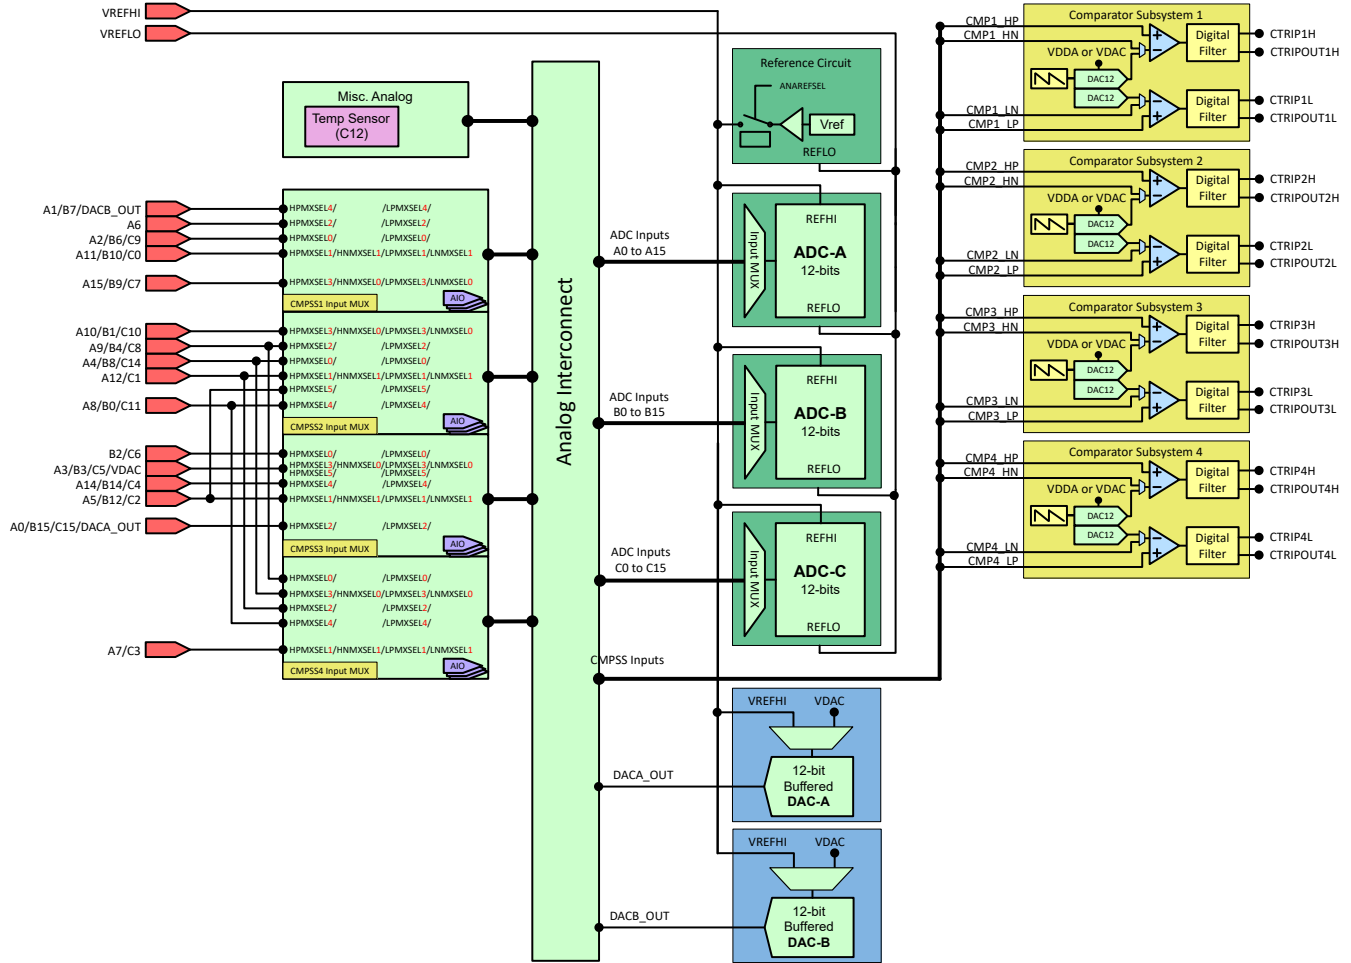 VREFHI
VREFLO
Misc. Analog
Temp Sensor
(C12)
A1/B7/DACB_OUT
A6
A2/B6/C9
A11/B10/C0
A15/B9/C7
HPMXSEL4/ /LPMXSEL4/
HPMXSEL2/ /LPMXSEL2/
HPMXSEL0/ /LPMXSEL0/
HPMXSEL1/HNMXSEL1/LPMXSEL1/LNMXSEL1
HPMXSEL3/HNMXSEL0/LPMXSEL3/LNMXSEL0
CMPSS1 Input MUX
AIO
A10/B1/C10
A9/B4/C8
A4/B8/C14
A12/C1
A8/B0/C11
HPMXSEL3/HNMXSEL0/LPMXSEL3/LNMXSEL0
HPMXSEL2/ /LPMXSEL2/
HPMXSEL0/ /LPMXSEL0/
HPMXSEL1/HNMXSEL1/LPMXSEL1/LNMXSEL1
HPMXSEL5/ /LPMXSEL5/
HPMXSEL4/ /LPMXSEL4/
CMPSS2 Input MUX
AIO
B2/C6
A3/B3/C5/VDAC
A14/B14/C4
A5/B12/C2
A0/B15/C15/DACA_OUT
HPMXSEL0/ /LPMXSEL0/
HPMXSEL3/HNMXSEL0/LPMXSEL3/LNMXSEL0
HPMXSEL5/ /LPMXSEL5/
HPMXSEL4/ /LPMXSEL4/
HPMXSEL1/HNMXSEL1/LPMXSEL1/LNMXSEL1
HPMXSEL2/ /LPMXSEL2/
CMPSS3 Input MUX
AIO
A7/C3
HPMXSEL0/ /LPMXSEL0/
HPMXSEL3/HNMXSEL0/LPMXSEL3/LNMXSEL0
HPMXSEL2/ /LPMXSEL2/
HPMXSEL4/ /LPMXSEL4/
HPMXSEL1/HNMXSEL1/LPMXSEL1/LNMXSEL1
CMPSS4 Input MUX
AIO
Analog Interconnect
Reference Circuit
ANAREFSEL
Vref
REFLO
ADC Inputs
A0 to A15
Input MUX
REFHI
ADC-A
12-bits
REFLO
ADC Inputs
B0 to B15
Input MUX
REFHI
ADC-B
12-bits
REFLO
ADC Inputs
C0 to C15
Input MUX
REFHI
ADC-C
12-bits
REFLO
CMPSS Inputs
VREFHI VDAC
DACA_OUT
12-bit
Buffered
DAC-A
VREFHI VDAC
DACB_OUT
12-bit
Buffered
DAC-B
Comparator Subsystem 1
CMP1_HP
CMP1_HN
VDDA or VDAC
DAC12
DAC12
CMP1_LN
CMP1_LP
Digital
Filter
Digital
Filter
CTRIP1H
CTRIPOUT1H
CTRIP1L
CTRIPOUT1L
Comparator Subsystem 2
CMP2_HP
CMP2_HN
VDDA or VDAC
DAC12
DAC12
CMP2_LN
CMP2_LP
Digital
Filter
Digital
Filter
CTRIP2H
CTRIPOUT2H
CTRIP2L
CTRIPOUT2L
Comparator Subsystem 3
CMP3_HP
CMP3_HN
VDDA or VDAC
DAC12
DAC12
CMP3_LN
CMP3_LP
Digital
Filter
Digital
Filter
CTRIP3H
CTRIPOUT3H
CTRIP3L
CTRIPOUT3L
Comparator Subsystem 4
CMP4_HP
CMP4_HN
VDDA or VDAC
DAC12
DAC12
CMP4_LN
CMP4_LP
Digital
Filter
Digital
Filter
CTRIP4H
CTRIPOUT4H
CTRIP4L
CTRIPOUT4L